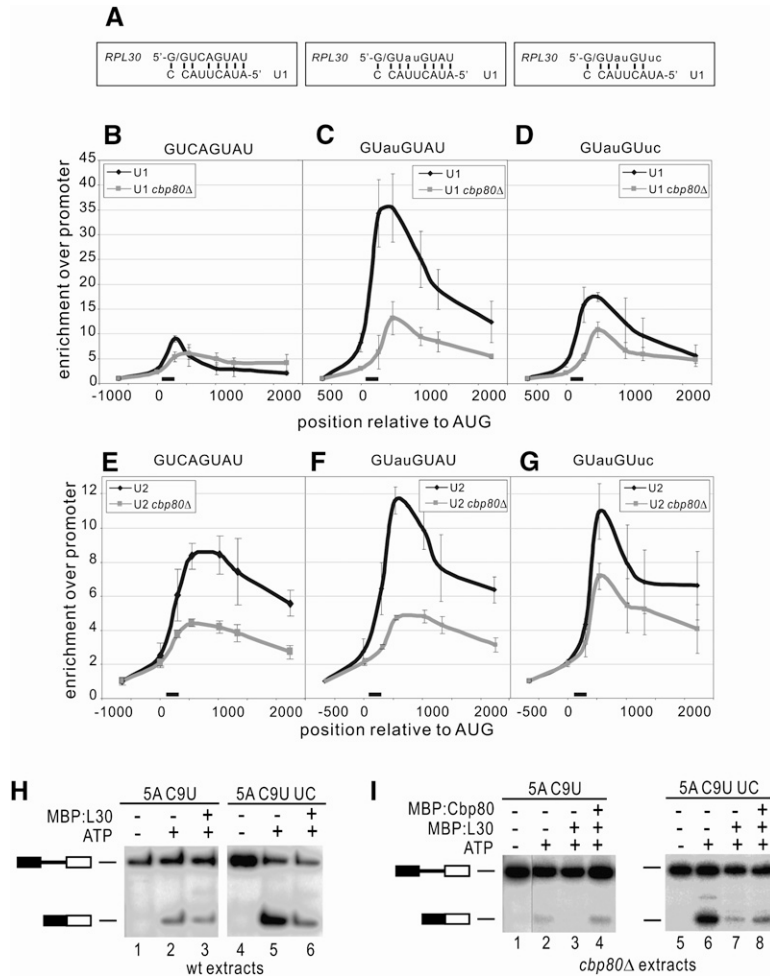 A
RPL30 5'-G/GUCAGUAU
C CAUUCAUA-5' U1
RPL30 5'-G/GUauGUAU
C CAUUCAUA-5' U1
RPL30 5'-G/GUauGUuc
C CAUUCAUA-5' U1
B GUCAGUAU
C GUauGUAU
D GUauGUuc
U1
U1 cbp80Δ
U1
U1 cbp80Δ
U1
U1 cbp80Δ
enrichment over promoter
45
40
35
30
25
20
15
10
5
0
-1000 0 1000 2000
-500 0 500 1000 1500 2000
-500 0 500 1000 1500 2000
position relative to AUG
E GUCAGUAU
F GUauGUAU
G GUauGUuc
U2
U2 cbp80Δ
U2
U2 cbp80Δ
U2
U2 cbp80Δ
enrichment over promoter
12
10
8
6
4
2
0
-1000 0 1000 2000
-500 0 500 1000 1500 2000
-500 0 500 1000 1500 2000
position relative to AUG
H
5A C9U 5A C9U UC
MBP:L30 - - + - - +
ATP - + + - + +
1 2 3 4 5 6
wt extracts
I
5A C9U 5A C9U UC
MBP:Cbp80 - - - + - - - +
MBP:L30 - - + + - - + +
ATP - + + + - + + +
1 2 3 4 5 6 7 8
cbp80Δ extracts